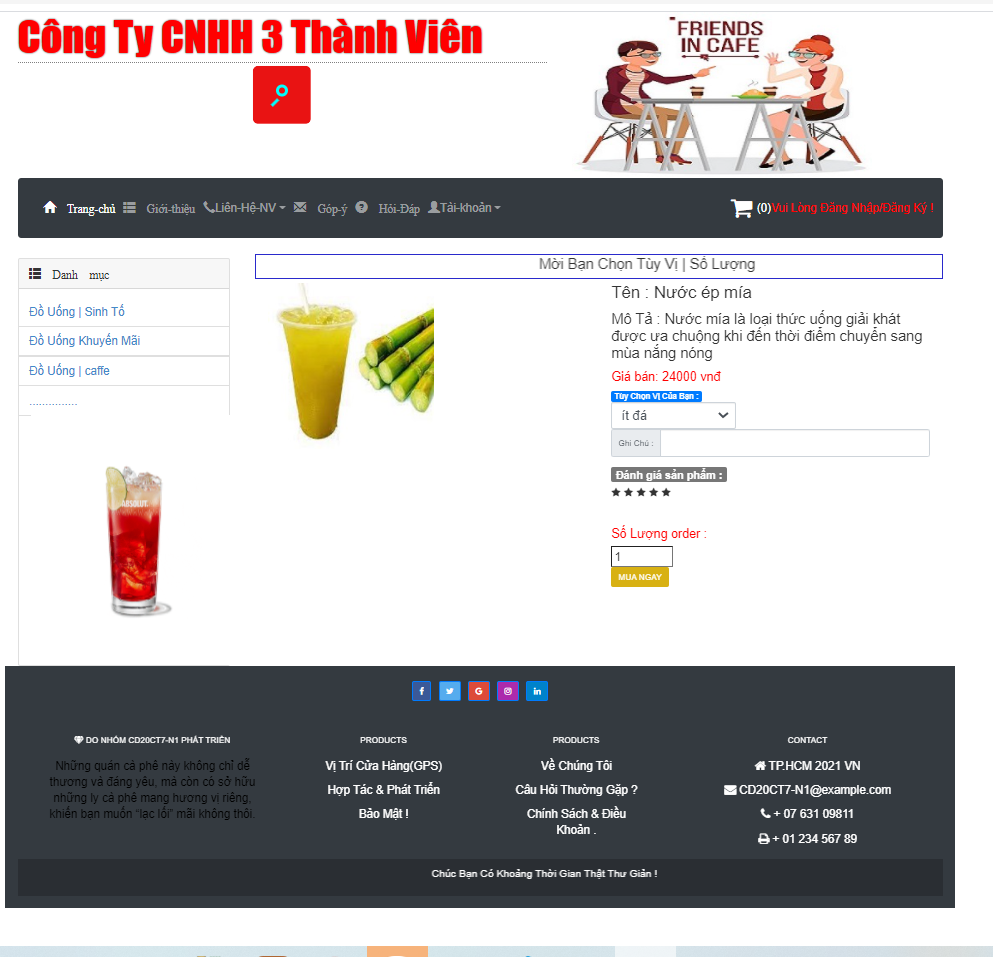 Công Ty CNHH 3 Thành Viên
FRIENDS
IN CAFE
Trang-chủ Giới-thiệu Liên-Hệ-NV Góp-ý Hỏi-Đáp Tài-khoản (0)Vui Lòng Đăng Nhập/Đăng Ký !
Danh mục
Đồ Uống | Sinh Tố
Đồ Uống Khuyến Mãi
Đồ Uống | caffe
...............
ABSOLUT
Mời Bạn Chọn Tùy Vị | Số Lượng
Tên : Nước ép mía
Mô Tả : Nước mía là loại thức uống giải khát
được ưa chuộng khi đến thời điểm chuyển sang
mùa nắng nóng
Giá bán: 24000 vnđ
Tùy Chọn Vị Của Bạn :
ít đá
Ghi Chú :
Đánh giá sản phẩm :
Số Lượng order :
1
MUA NGAY
DO NHÓM CD20CT7-N1 PHÁT TRIỂN
Những quán cà phê này không chỉ dễ
thương và đáng yêu, mà còn có sở hữu
những ly cà phê mang hương vị riêng,
khiến bạn muốn “lạc lối” mãi không thôi.
PRODUCTS
Vị Trí Cửa Hàng(GPS)
Hợp Tác & Phát Triển
Bảo Mật !
PRODUCTS
Về Chúng Tôi
Câu Hỏi Thường Gặp ?
Chính Sách & Điều
Khoản .
CONTACT
TP.HCM 2021 VN
CD20CT7-N1@example.com
+ 07 631 09811
+ 01 234 567 89
Chúc Bạn Có Khoảng Thời Gian Thật Thư Giản !